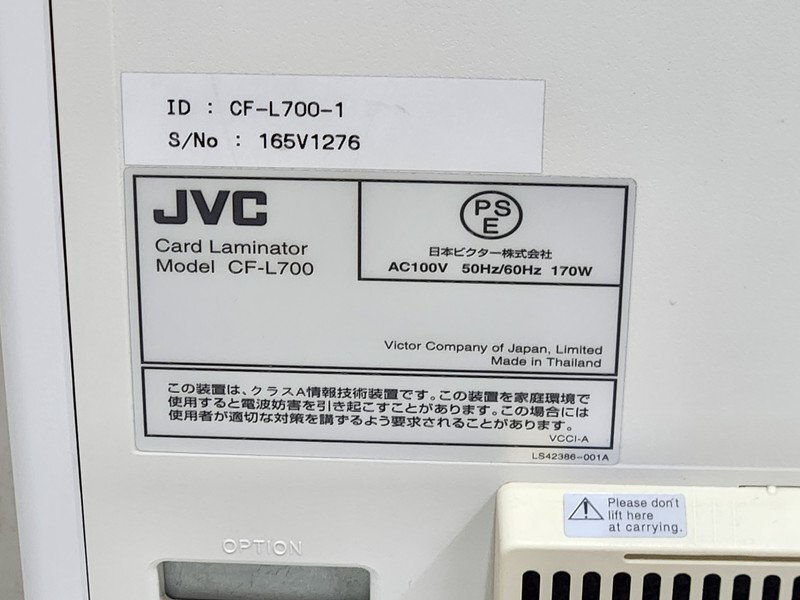 ID : CF-L700-1
S/No : 165V1276
JVC
Card Laminator
Model CF-L700
PS
E
日本ビクター株式会社
AC100V 50Hz/60Hz 170W
Victor Company of Japan, Limited
Made in Thailand
この装置は、クラスA情報技術装置です。この装置を家庭環境で
使用すると電波妨害を引き起こすことがあります。この場合には
使用者が適切な対策を講ずるよう要求されることがあります。
VCCI-A
LS42386-001A
Please don't
lift here
at carrying.
OPTION